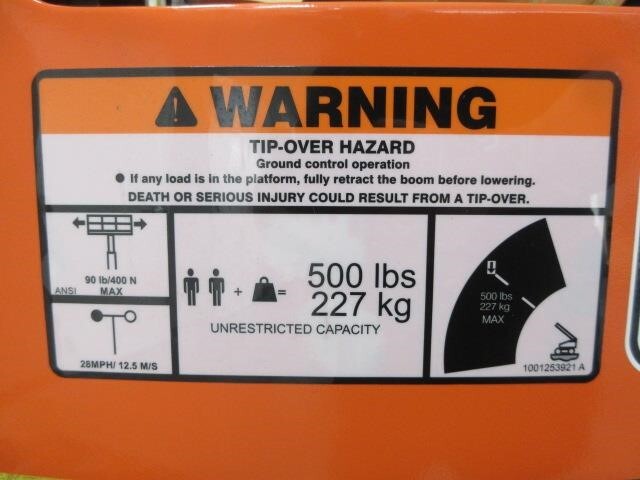 WARNING
TIP-OVER HAZARD
Ground control operation
● If any load is in the platform, fully retract the boom before lowering.
DEATH OR SERIOUS INJURY COULD RESULT FROM A TIP-OVER.
90 lb/400 N
ANSI MAX
28MPH/ 12.5 M/S
+ = 500 lbs
227 kg
UNRESTRICTED CAPACITY
500 lbs
227 kg
MAX
1001253921 A